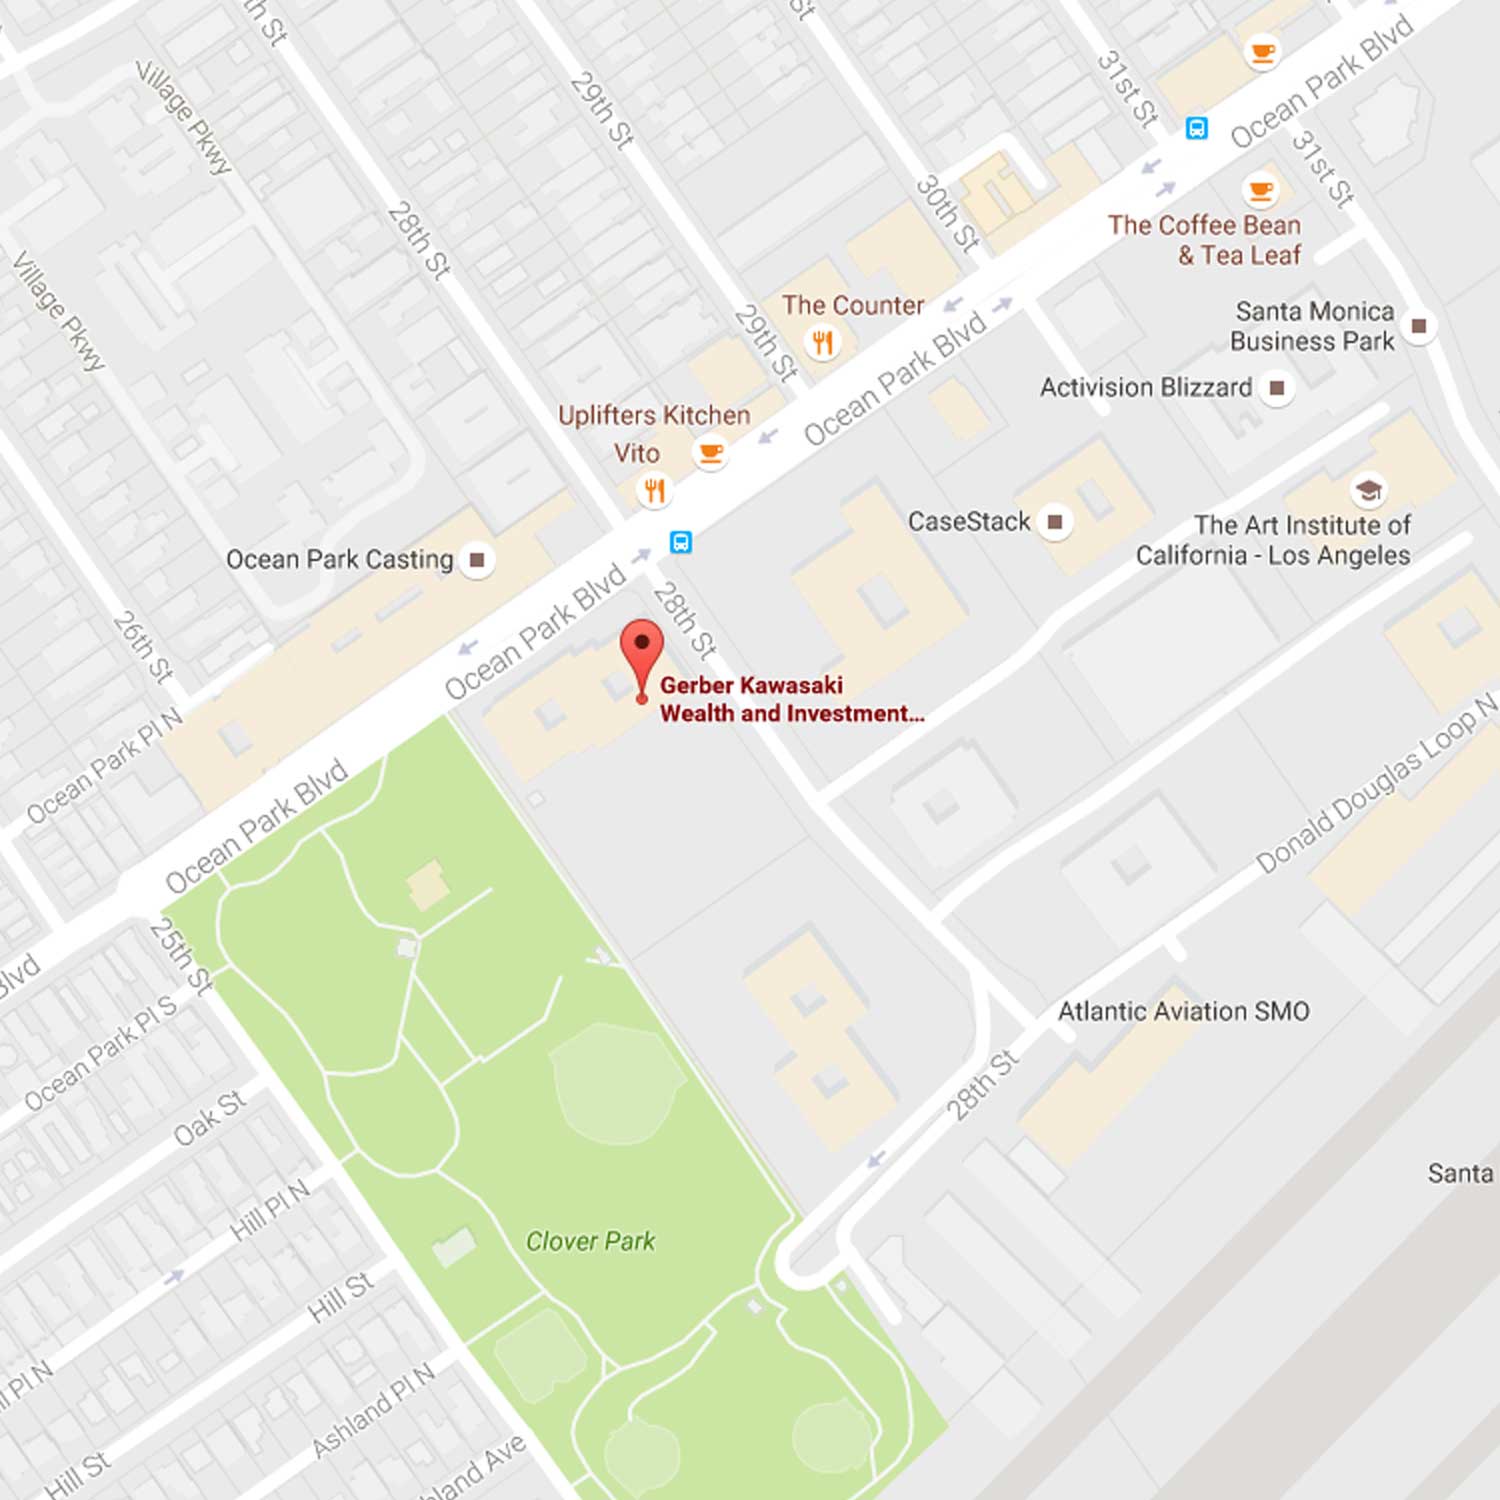 th St
St
31st St
Ocean Park Blvd
Village Pkwy
29th St
31st St
28th St
30th St
The Coffee Bean
& Tea Leaf
Village Pkwy
The Counter
29th St
Santa Monica
Business Park
Ocean Park Blvd
Activision Blizzard
Uplifters Kitchen
Vito
CaseStack
The Art Institute of
California - Los Angeles
Ocean Park Casting
Ocean Park Blvd
28th St
26th St
Gerber Kawasaki
Wealth and Investment...
Ocean Park Pl N
Donald Douglas Loop N
Ocean Park Blvd
25th St
Blvd
Ocean Park Pl S
Atlantic Aviation SMO
28th St
Oak St
Santa
Hill Pl N
Clover Park
Hill St
Pl N
Ashland Pl N
Hill St
hland Ave